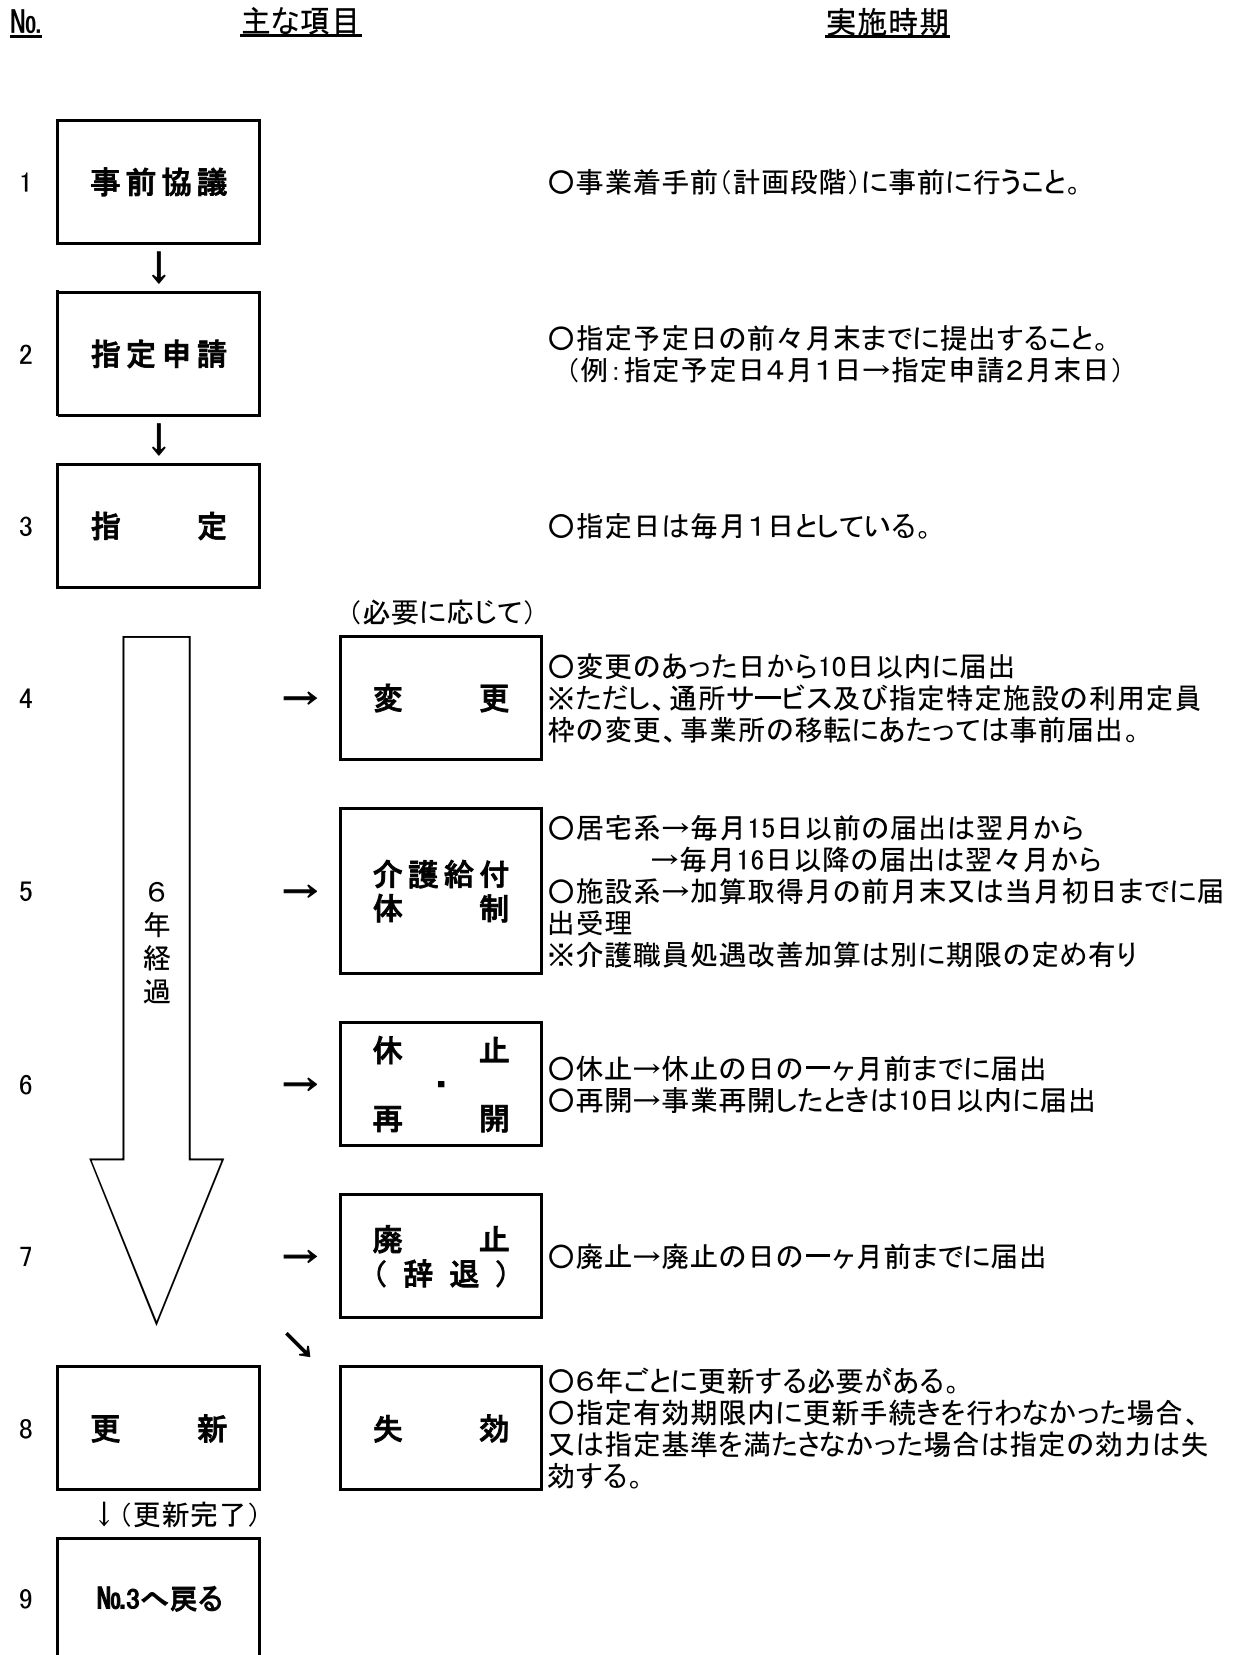 No. 主な項目 実施時期
1 事前協議 ○事業着手前(計画段階)に事前に行うこと。
↓
2 指定申請 ○指定予定日の前々月末までに提出すること。
(例:指定予定日4月1日→指定申請2月末日)
↓
3 指 定 ○指定日は毎月1日としている。
(必要に応じて)
6年経過
4 → 変 更 ○変更のあった日から10日以内に届出
※ただし、通所サービス及び指定特定施設の利用定員
枠の変更、事業所の移転にあたっては事前届出。
5 → 介護給付
体 制
○居宅系→毎月15日以前の届出は翌月から
→毎月16日以降の届出は翌々月から
○施設系→加算取得月の前月末又は当月初日までに届
出受理
※介護職員処遇改善加算は別に期限の定め有り
6 → 休 止
・
再 開
○休止→休止の日の一ヶ月前までに届出
○再開→事業再開したときは10日以内に届出
7 → 廃 止
(辞退)
○廃止→廃止の日の一ヶ月前までに届出
↘
8 更 新 失 効
○6年ごとに更新する必要がある。
○指定有効期限内に更新手続きを行わなかった場合、
又は指定基準を満たさなかった場合は指定の効力は失
効する。
↓(更新完了)
9 No.3へ戻る